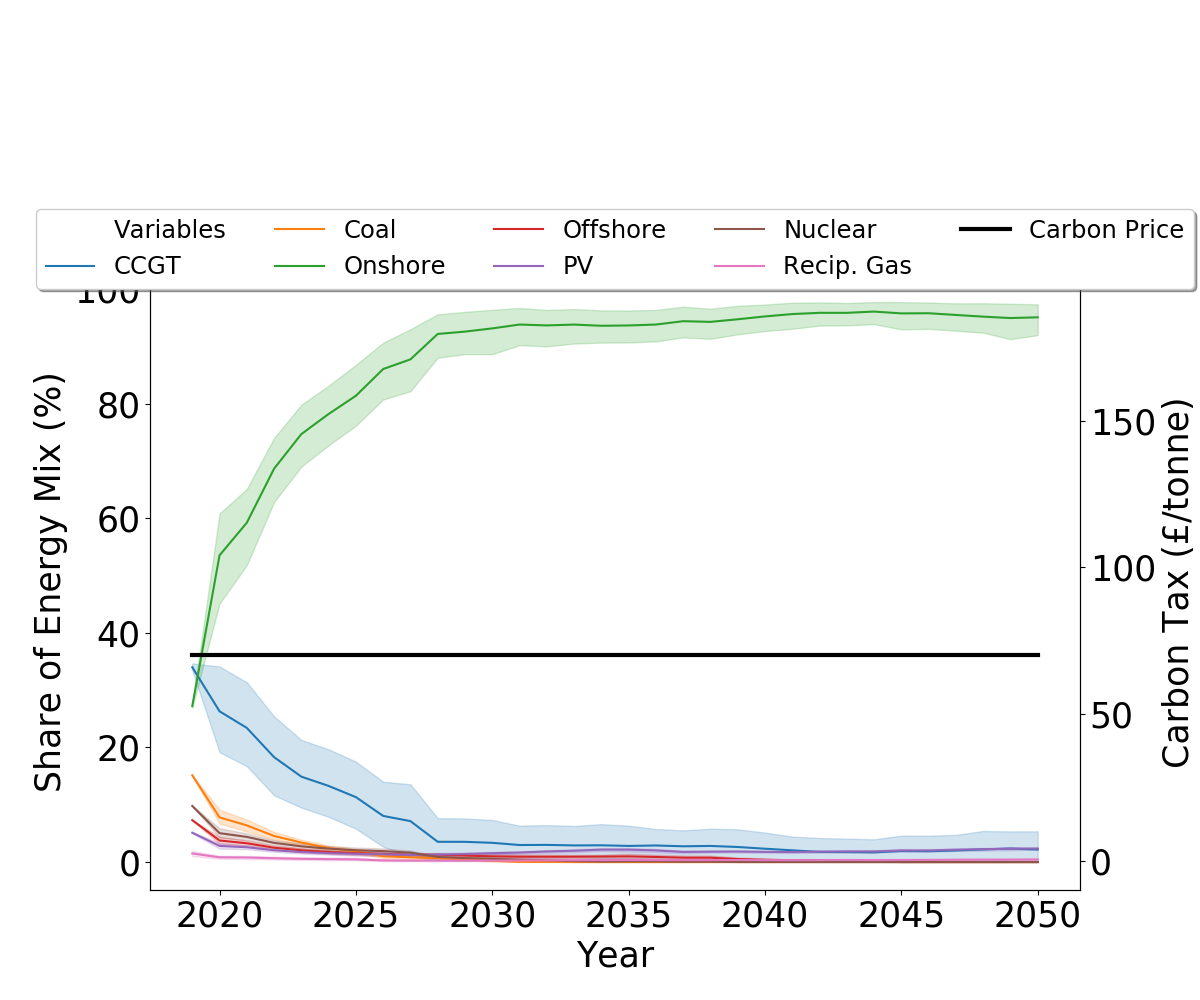 Variables Coal Offshore Nuclear Carbon Price
CCGT Onshore PV Recip. Gas
100
80
60
40
20
0
Share of Energy Mix (%)
150
100
50
0
Carbon Tax (£/tonne)
2020 2025 2030 2035 2040 2045 2050
Year